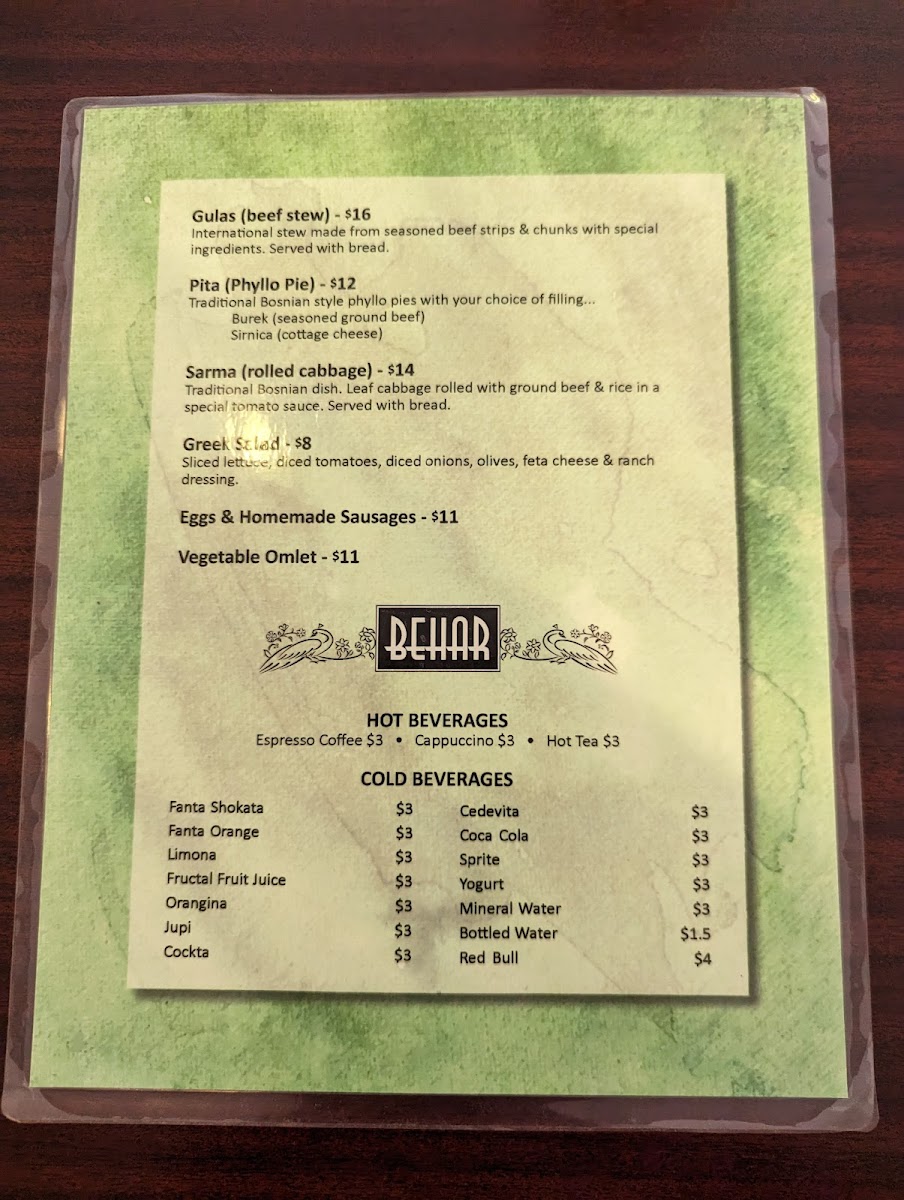 Gulas (beef stew) - $16
International stew made from seasoned beef strips & chunks with special
ingredients. Served with bread.
Pita (Phyllo Pie) - $12
Traditional Bosnian style phyllo pies with your choice of filling...
Burek (seasoned ground beef)
Sirnica (cottage cheese)
Sarma (rolled cabbage) - $14
Traditional Bosnian dish. Leaf cabbage rolled with ground beef & rice in a
special tomato sauce. Served with bread.
Greek Salad - $8
Sliced lettuce, diced tomatoes, diced onions, olives, feta cheese & ranch
dressing.
Eggs & Homemade Sausages - $11
Vegetable Omlet - $11
BEHAR
HOT BEVERAGES
Espresso Coffee $3 • Cappuccino $3 • Hot Tea $3
COLD BEVERAGES
Fanta Shokata $3
Fanta Orange $3
Limona $3
Fructal Fruit Juice $3
Orangina $3
Jupi $3
Cockta $3
Cedevita $3
Coca Cola $3
Sprite $3
Yogurt $3
Mineral Water $3
Bottled Water $1.5
Red Bull $4